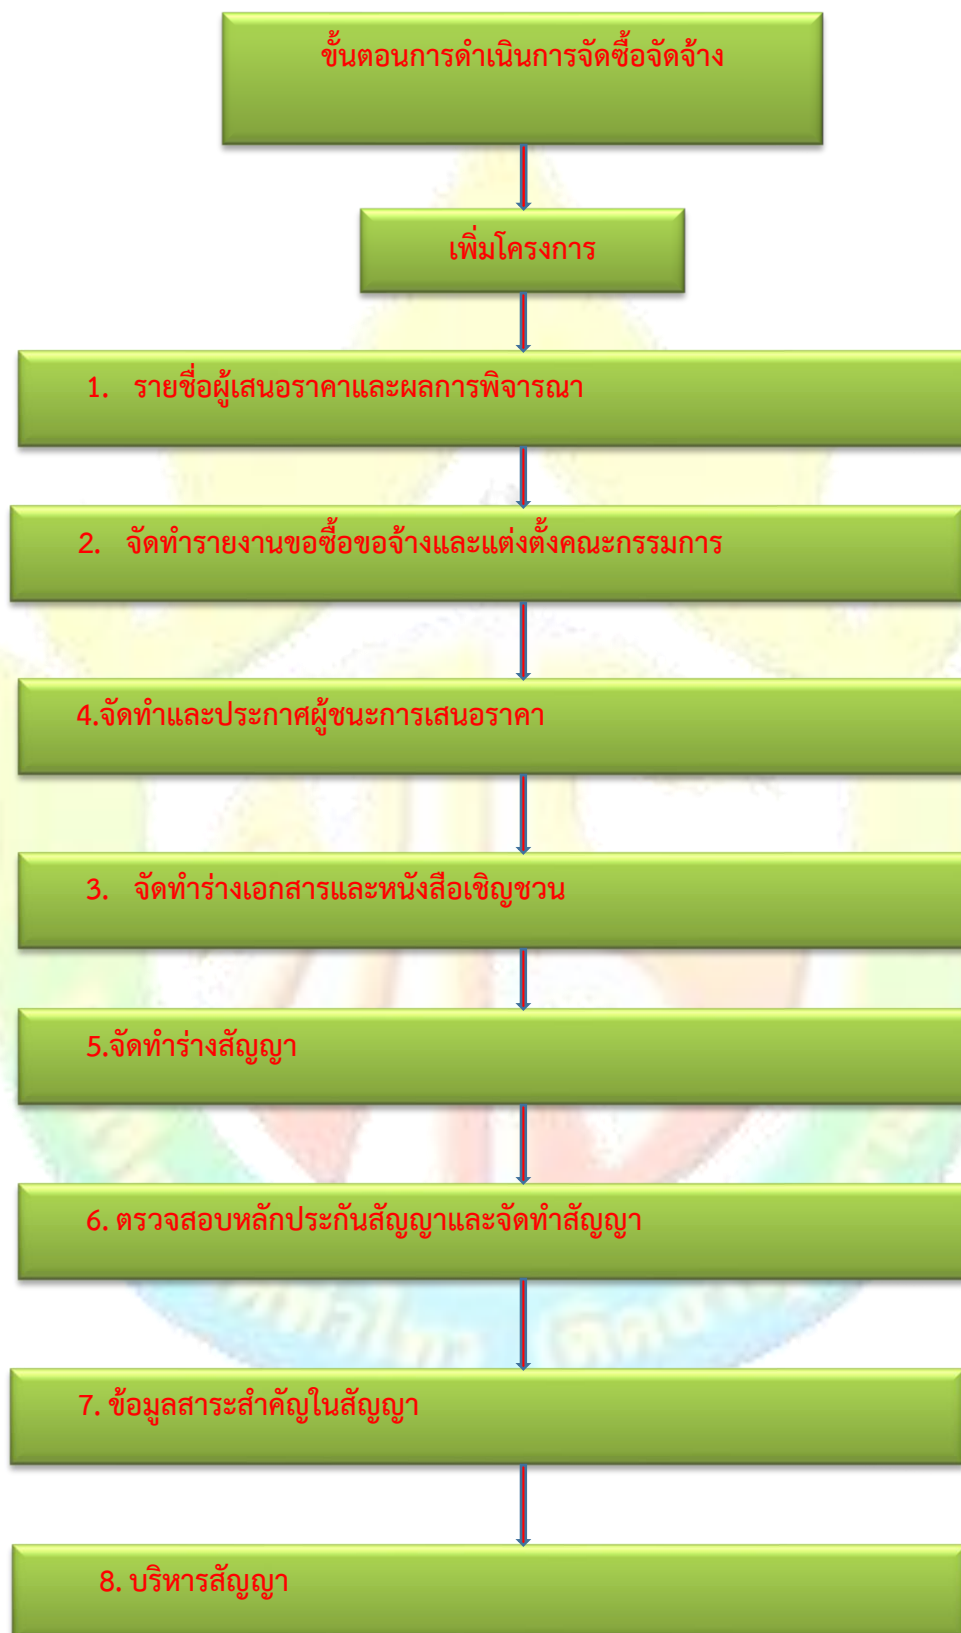 ขั้นตอนการดำเนินการจัดซื้อจัดจ้าง
เพิ่มโครงการ
1. รายชื่อผู้เสนอราคาและผลการพิจารณา
2. จัดทำรายงานขอซื้อขอจ้างและแต่งตั้งคณะกรรมการ
4.จัดทำและประกาศผู้ชนะการเสนอราคา
3. จัดทำร่างเอกสารและหนังสือเชิญชวน
5.จัดทำร่างสัญญา
6. ตรวจสอบหลักประกันสัญญาและจัดทำสัญญา
7. ข้อมูลสาระสำคัญในสัญญา
8. บริหารสัญญา